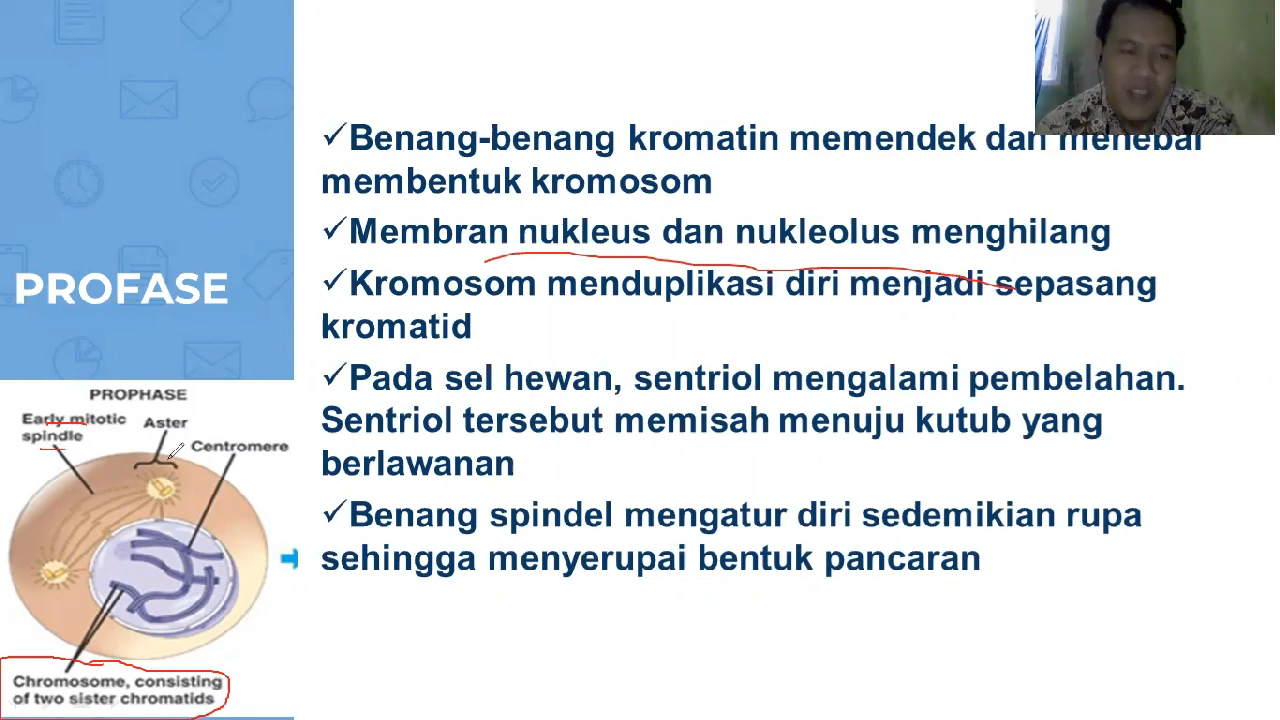 PROFASE
✓Benang-benang kromatin memendek dan menebal
membentuk kromosom
✓Membran nukleus dan nukleolus menghilang
✓Kromosom menduplikasi diri menjadi sepasang
kromatid
✓Pada sel hewan, sentriol mengalami pembelahan.
Sentriol tersebut memisah menuju kutub yang
berlawanan
✓Benang spindel mengatur diri sedemikian rupa
sehingga menyerupai bentuk pancaran
PROPHASE
Early mitotic
spindle
Aster
Centromere
Chromosome, consisting
of two sister chromatids